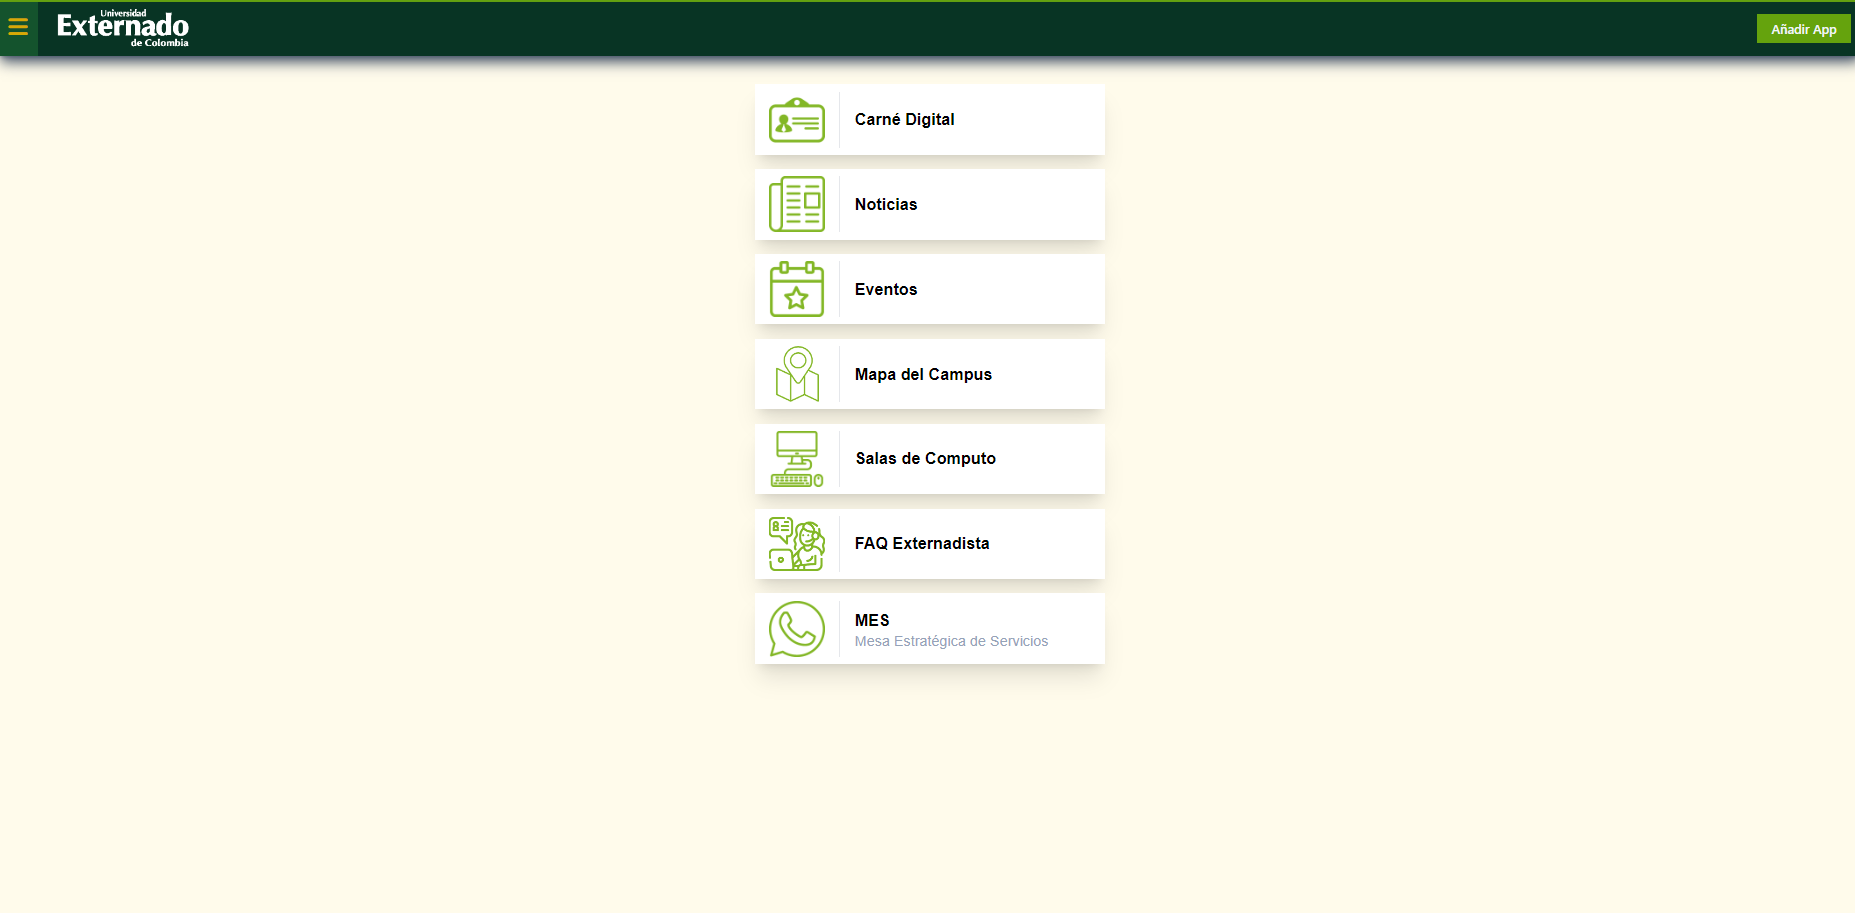 Universidad
Externado
de Colombia
Añadir App
Carné Digital
Noticias
Eventos
Mapa del Campus
Salas de Computo
FAQ Externadista
MES
Mesa Estratégica de Servicios